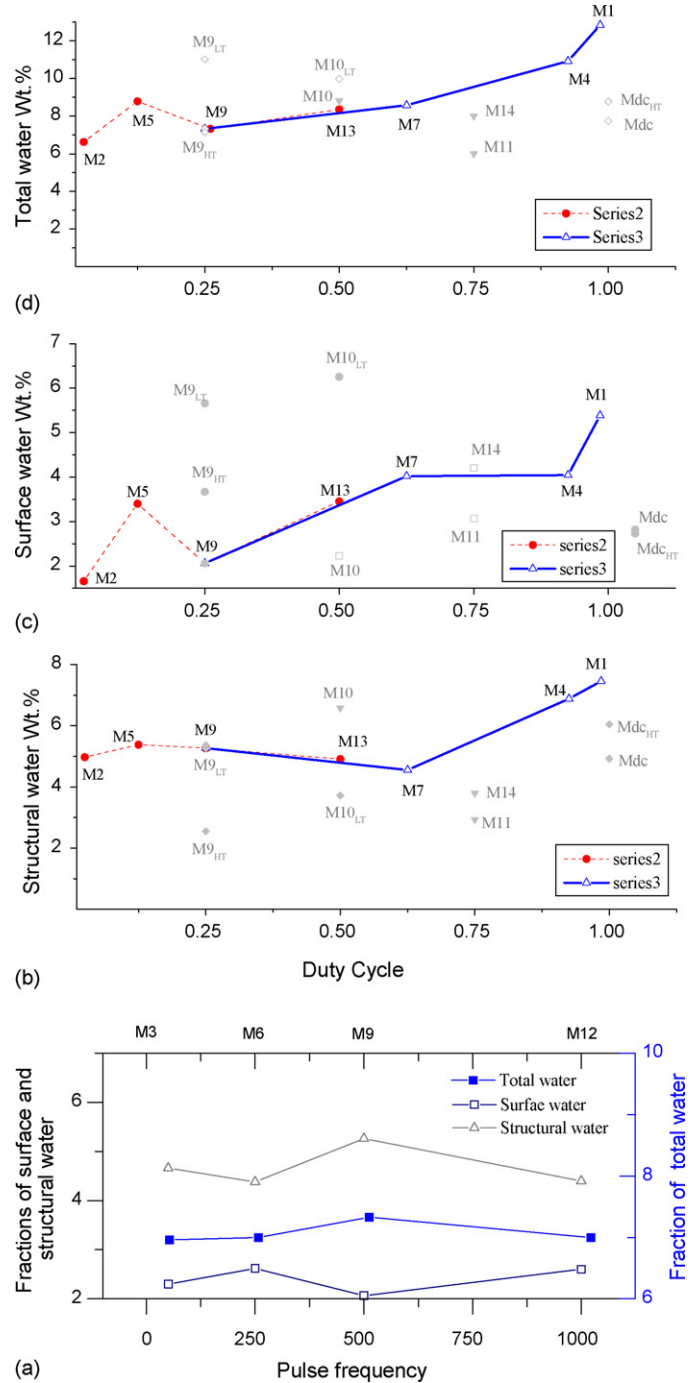 M1
M9LT
12
M10LT
M4
10
M10
M9
MdcHT
M14
8
M5
M13
M7
Mdc
M9HT
6
M2
M11
4
Series2
2
Series3
Total water Wt.%
0.25 0.50 0.75 1.00
(d)
7
M10LT
M9LT
M1
6
5
M14
M9HT
M7
M5
M13
4
M4
3
M9
M11
Mdc
M2
M10
series2
MdcHT
2
series3
Surface water Wt.%
0.25 0.50 0.75 1.00
(c)
8
M1
M10
M4
M5
M9
M13
MdcHT
6
M2
M9LT
M7
Mdc
4
M10LT
M14
M9HT
M11
2
series2
series3
Structural water Wt.%
0.25 0.50 0.75 1.00
(b)
Duty Cycle
M3 M6 M9 M12
10
Total water
6
Surfae water
Structural water
8
4
2
6
Fractions of surface and
structural water
Fraction of total water
0 250 500 750 1000
(a)
Pulse frequency